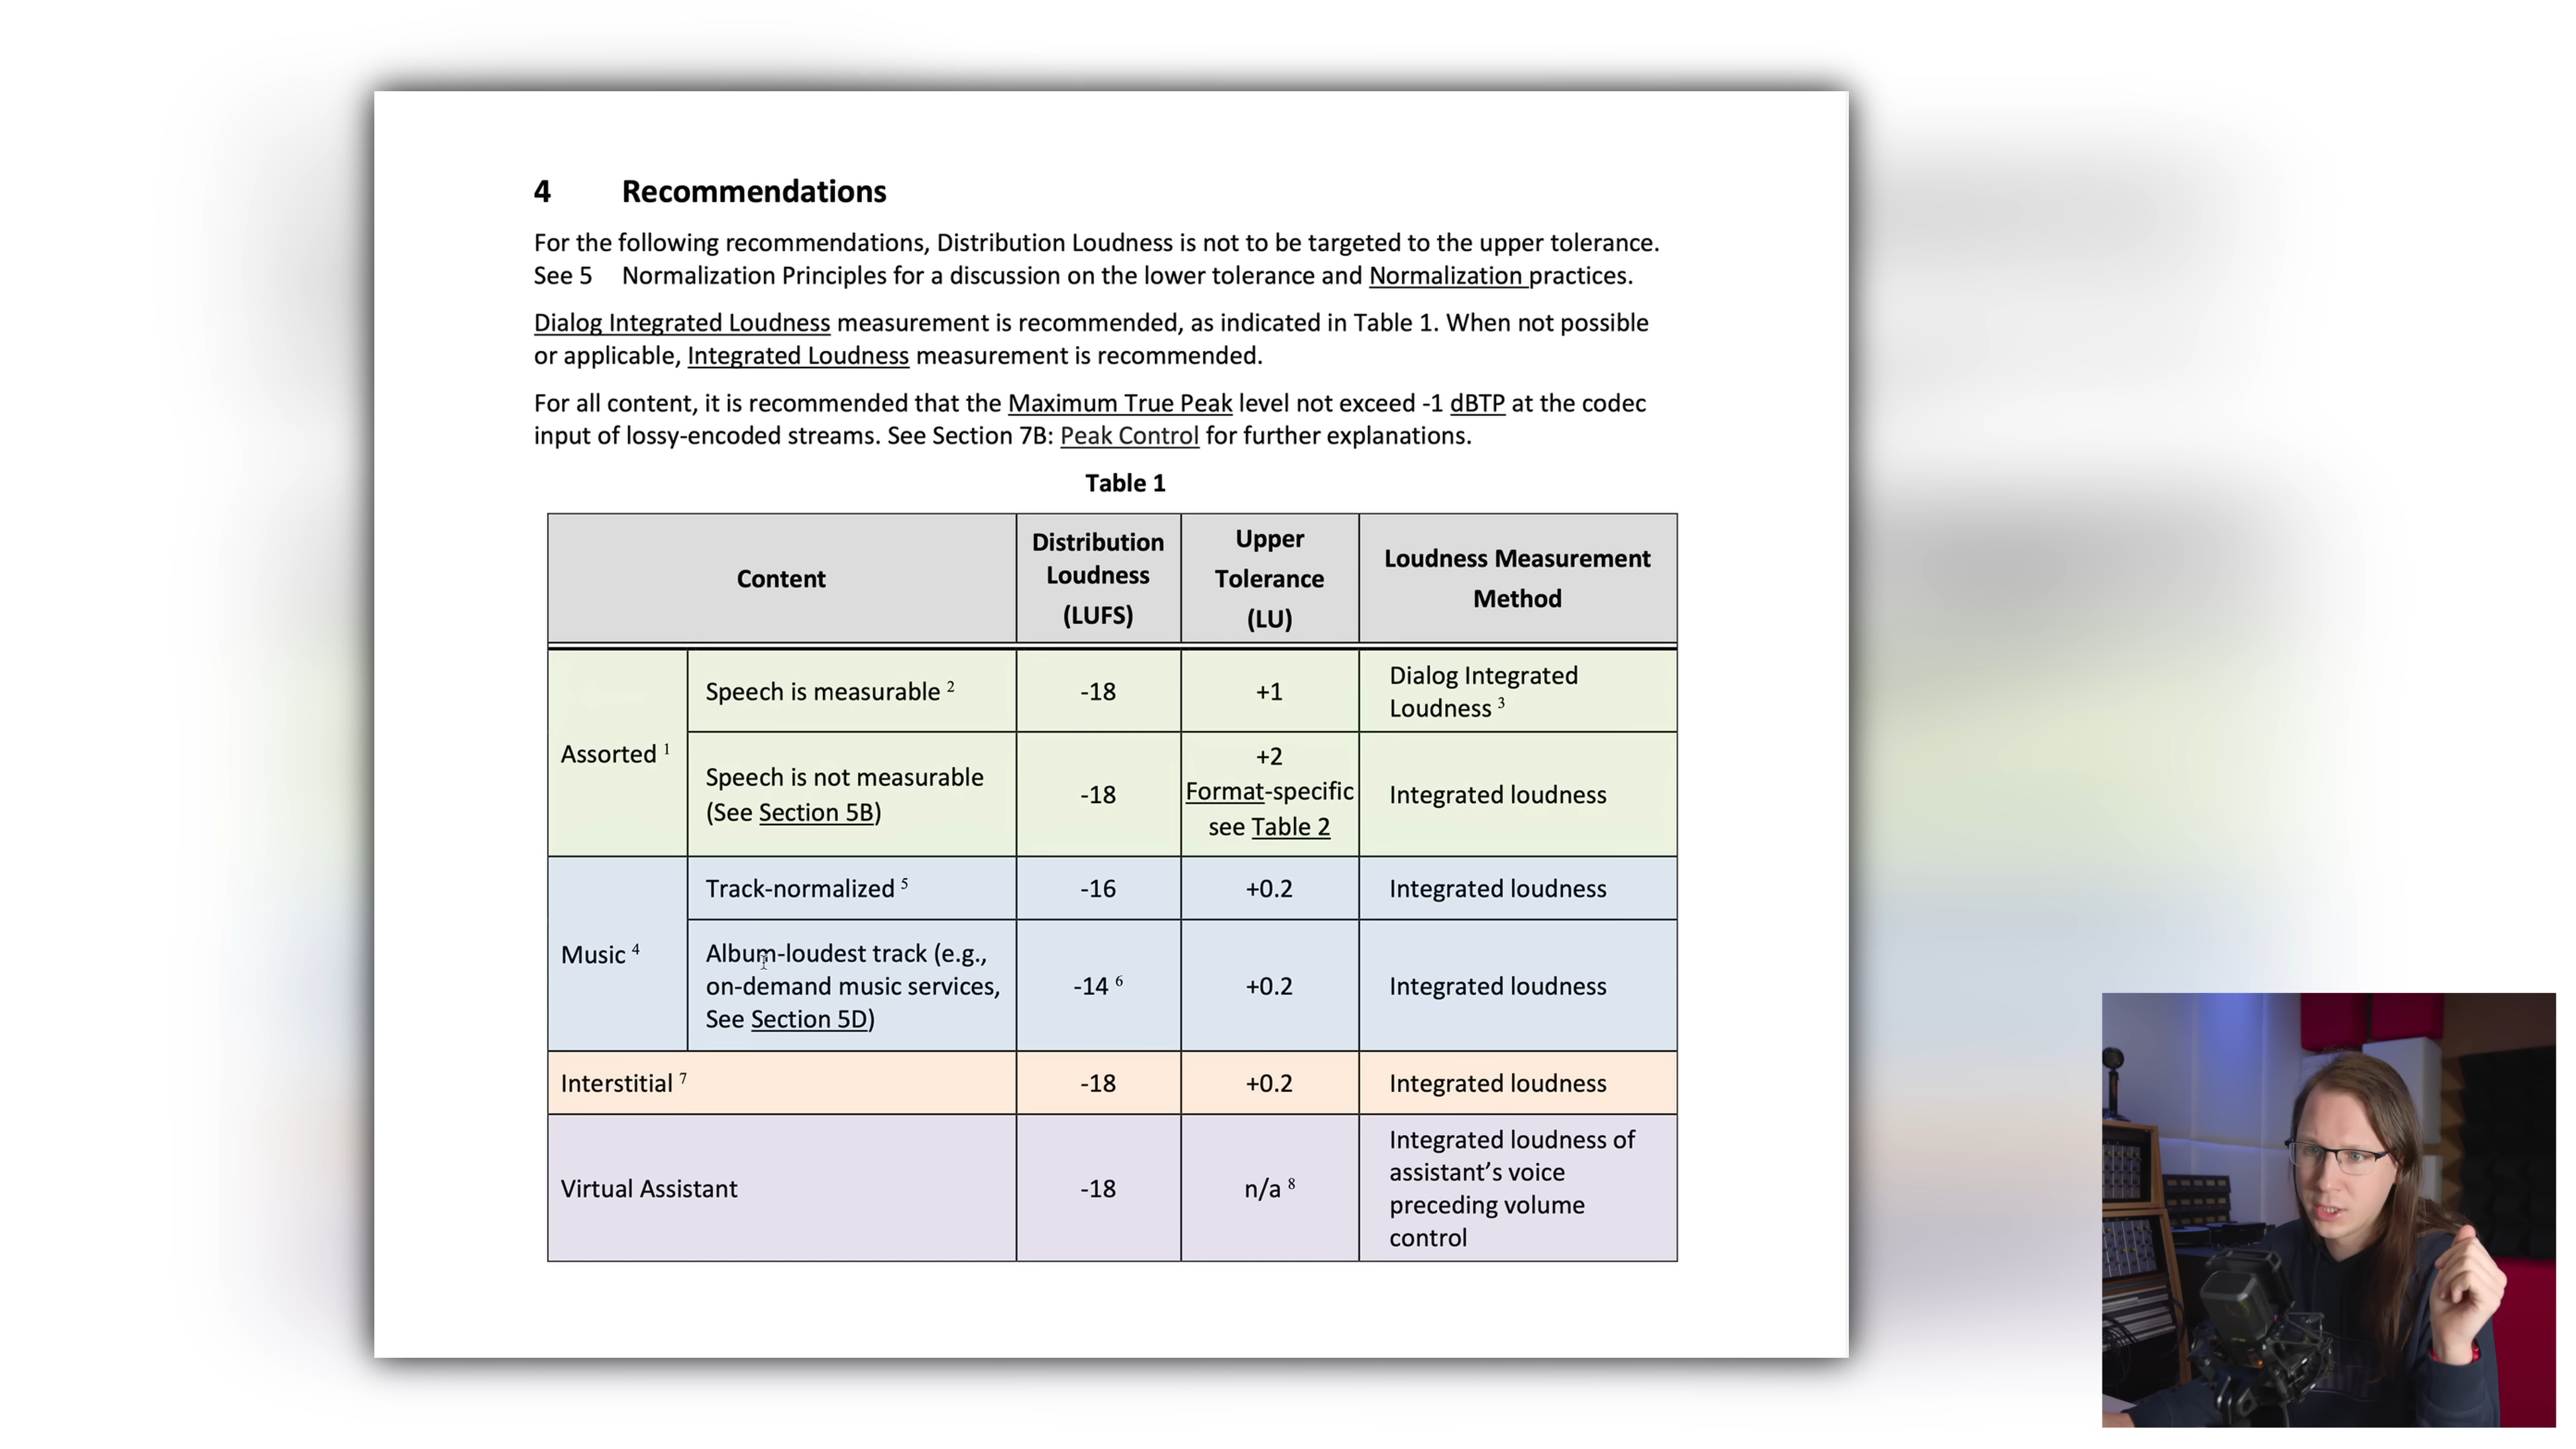 4 Recommendations
For the following recommendations, Distribution Loudness is not to be targeted to the upper tolerance.
See 5 Normalization Principles for a discussion on the lower tolerance and Normalization practices.
Dialog Integrated Loudness measurement is recommended, as indicated in Table 1. When not possible
or applicable, Integrated Loudness measurement is recommended.
For all content, it is recommended that the Maximum True Peak level not exceed -1 dBTP at the codec
input of lossy-encoded streams. See Section 7B: Peak Control for further explanations.
Table 1
Content
Distribution
Loudness
(LUFS)
Upper
Tolerance
(LU)
Loudness Measurement
Method
Assorted 1
Speech is measurable 2
-18
+1
Dialog Integrated
Loudness 3
Speech is not measurable
(See Section 5B)
-18
+2
Format-specific
see Table 2
Integrated loudness
Music 4
Track-normalized 5
-16
+0.2
Integrated loudness
Album-loudest track (e.g.,
on-demand music services,
See Section 5D)
-14 6
+0.2
Integrated loudness
Interstitial 7
-18
+0.2
Integrated loudness
Virtual Assistant
-18
n/a 8
Integrated loudness of
assistant’s voice
preceding volume
control